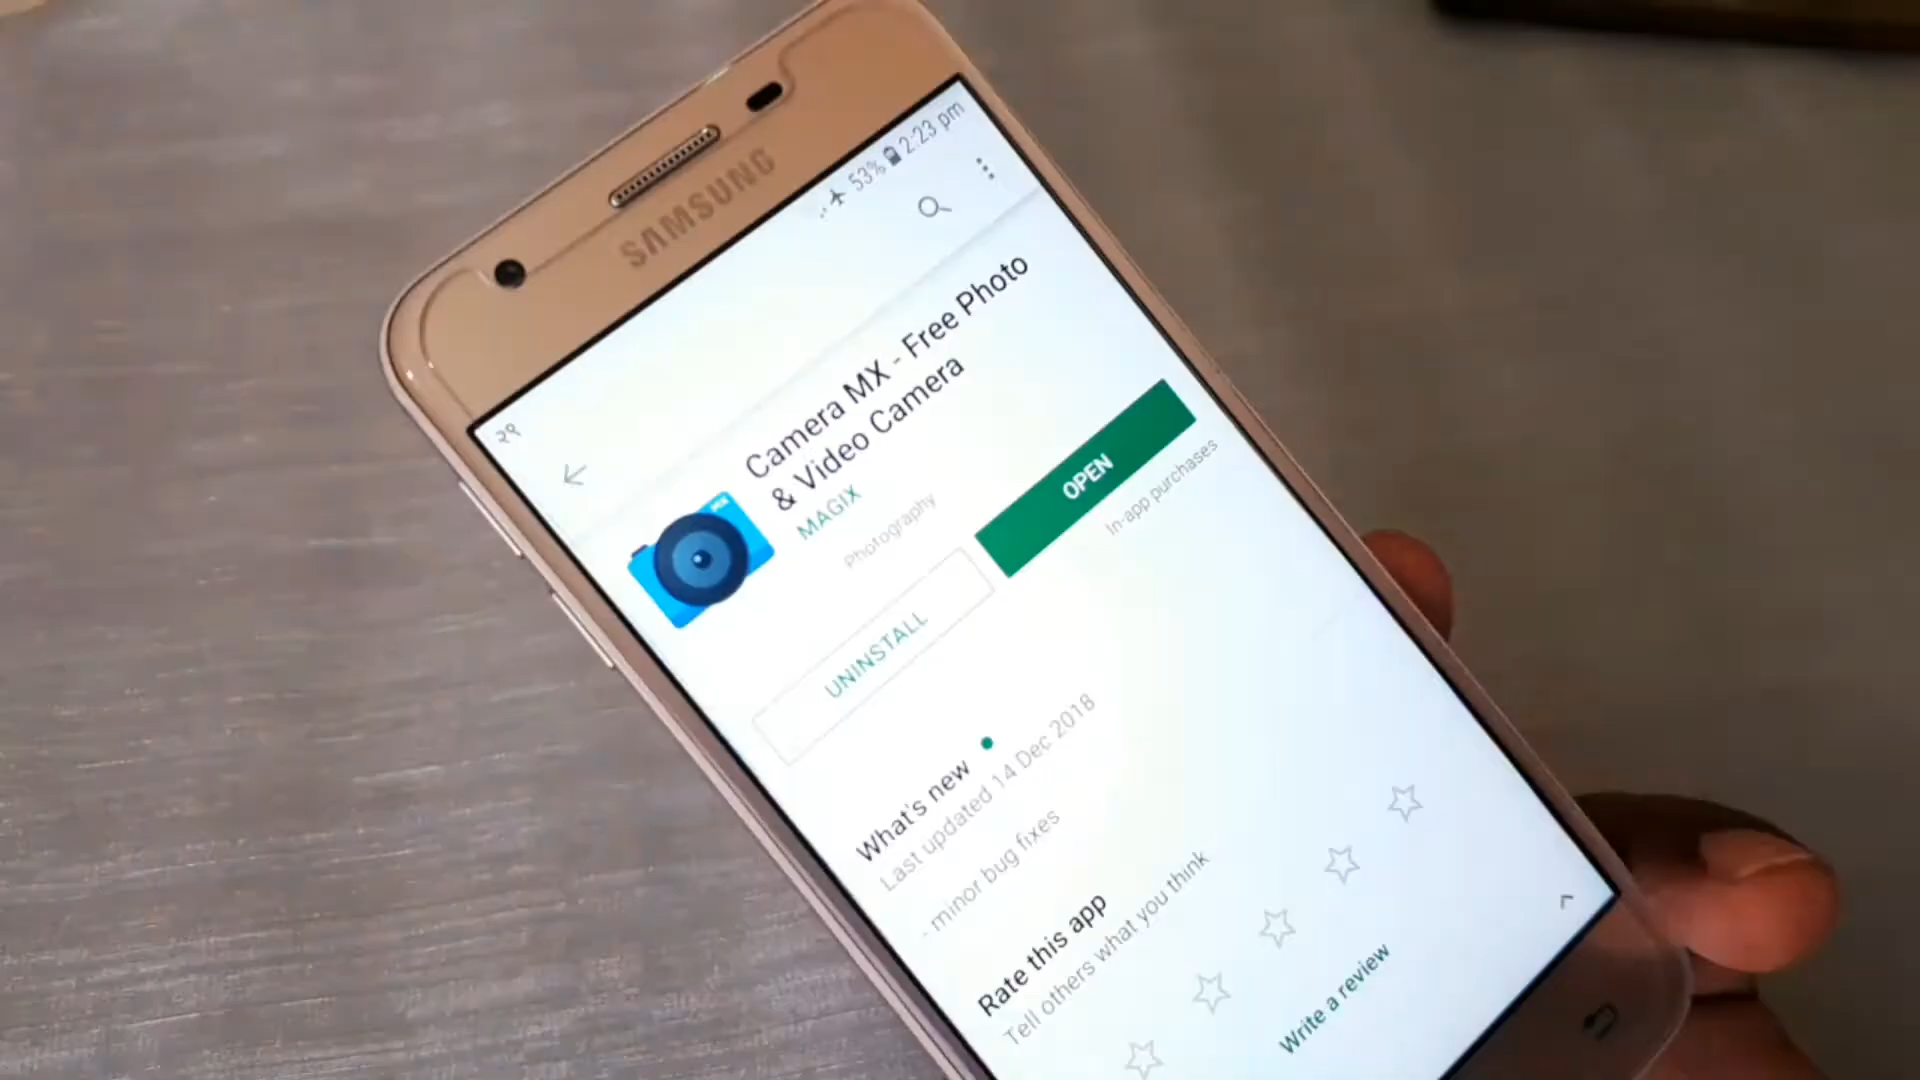 SAMSUNG
२९
53% 2:23 pm
Camera MX - Free Photo
& Video Camera
MAGIX
Photography
UNINSTALL
OPEN
In-app purchases
What's new
Last updated 14 Dec 2018
- minor bug fixes
Rate this app
Tell others what you think
Write a review